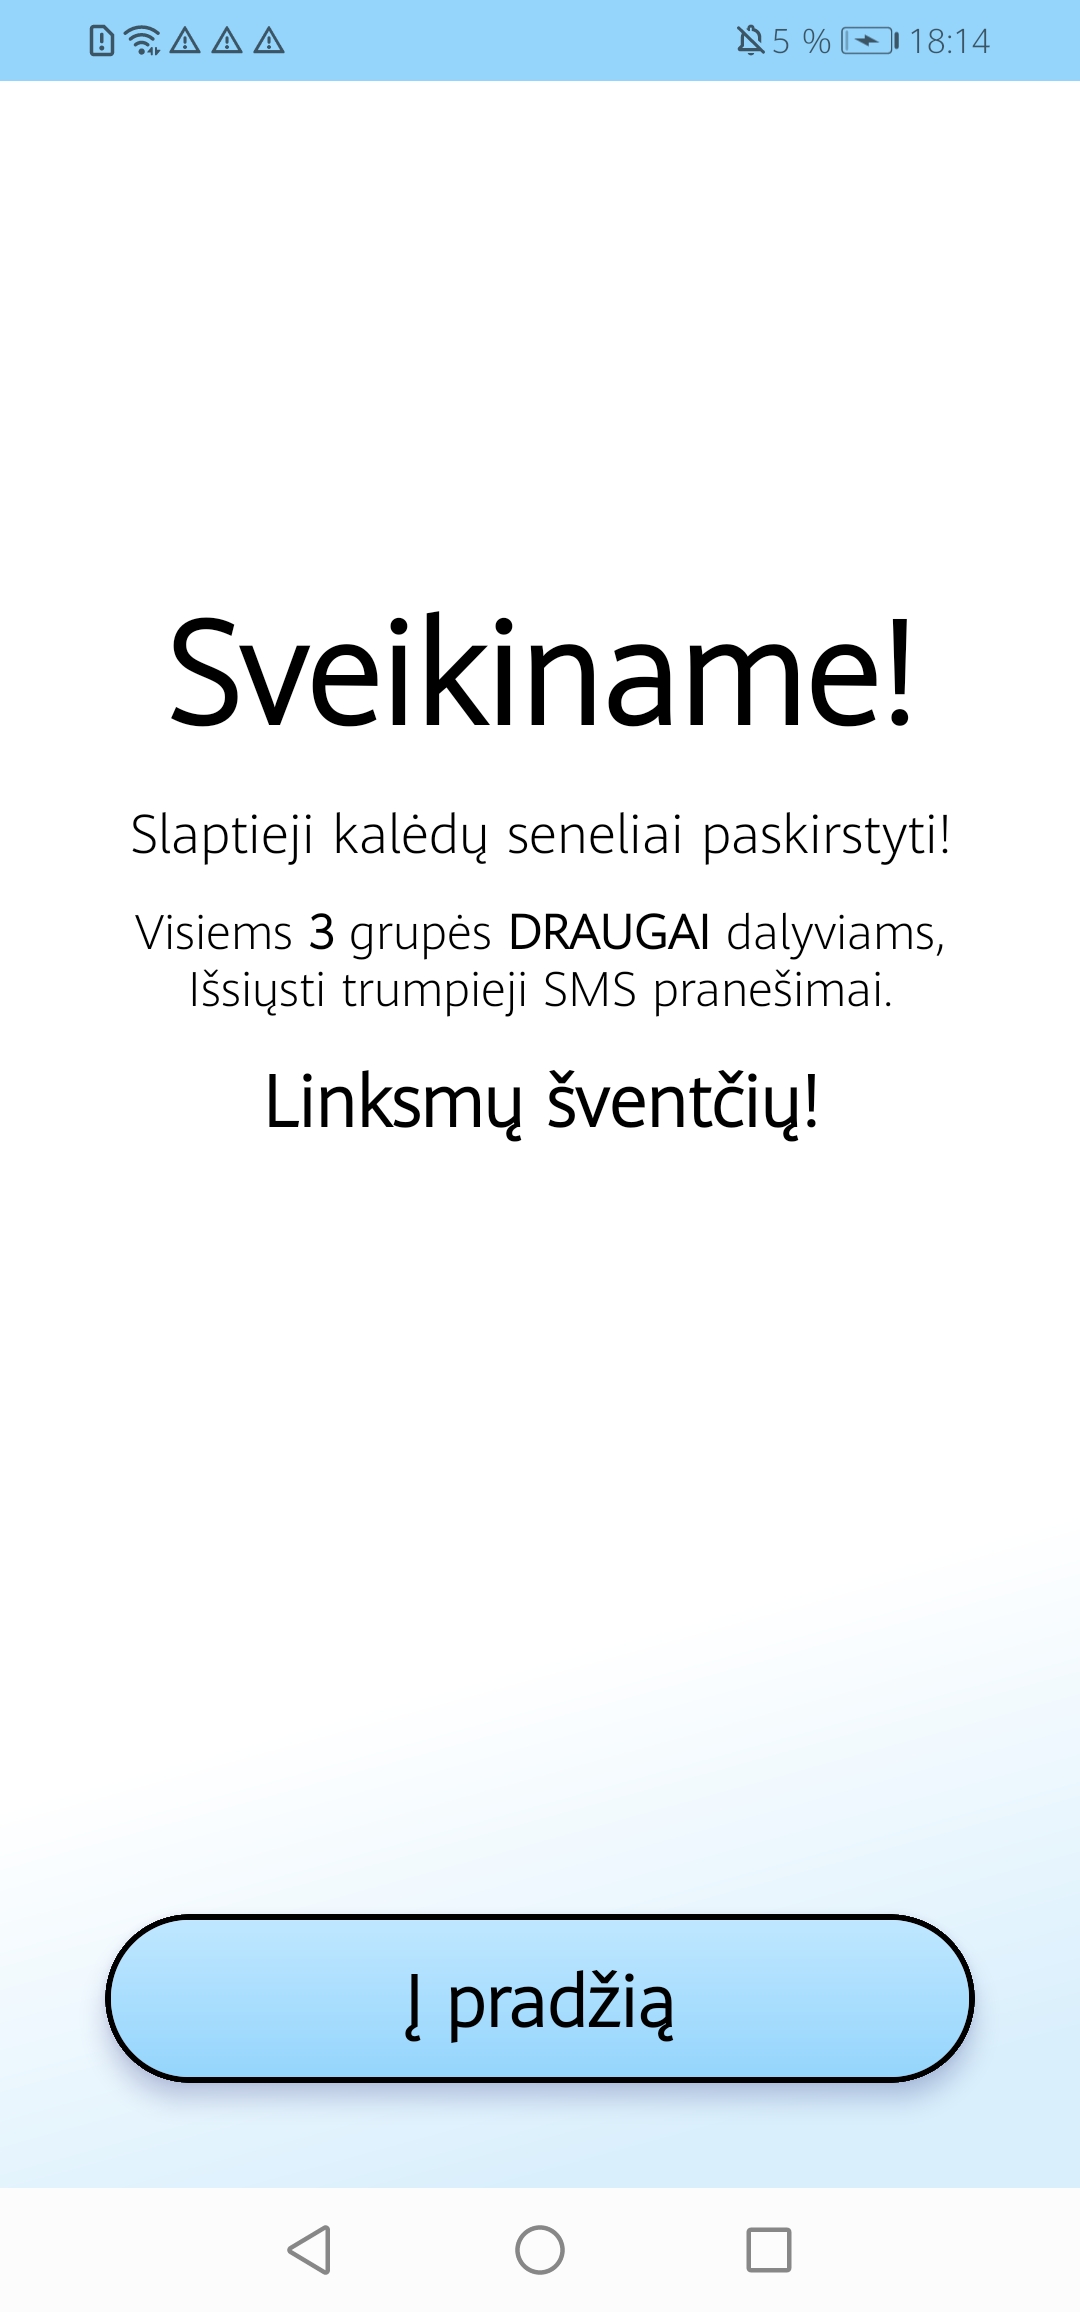 5 % 18:14
Sveikiname!
Slaptieji kalėdų seneliai paskirstyti!
Visiems 3 grupės DRAUGAI dalyviams,
Išsiųsti trumpieji SMS pranešimai.
Linksmų šventčių!
Į pradžią